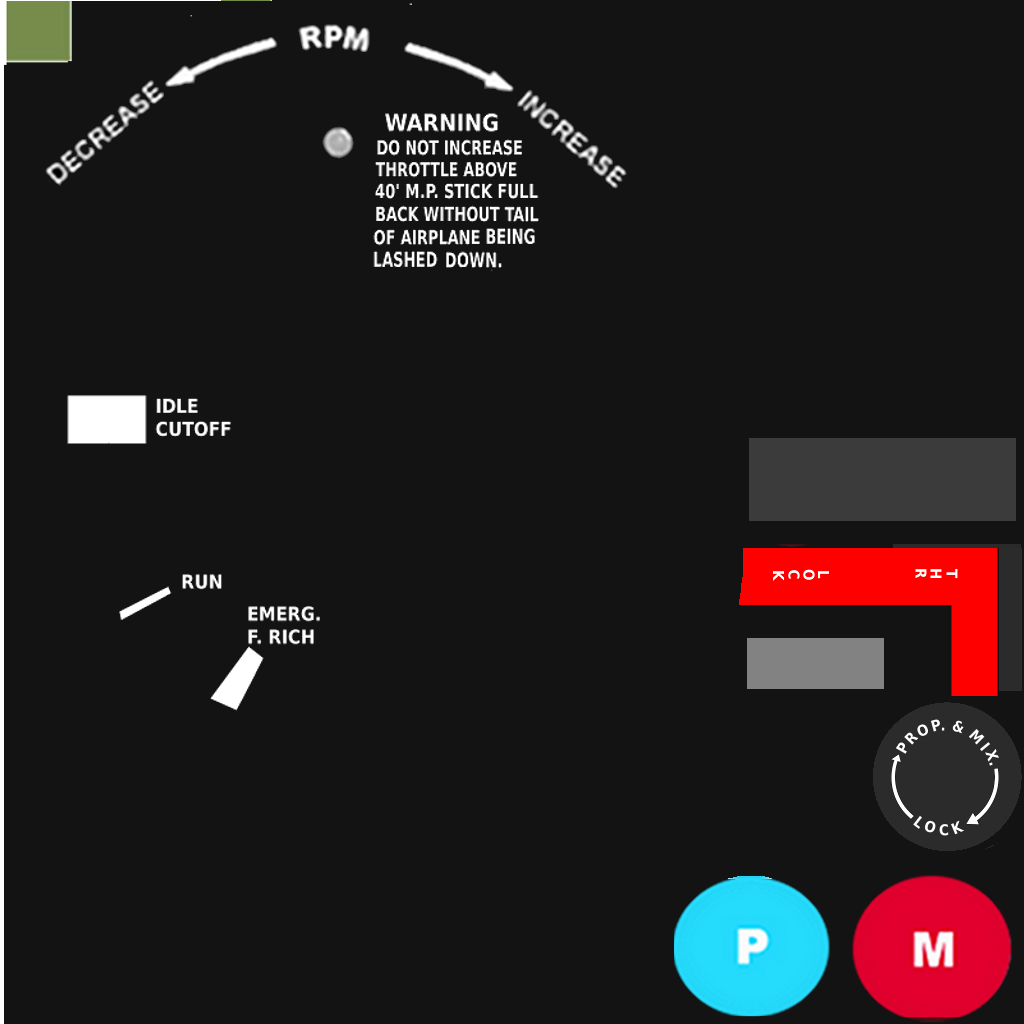 RPM
DECREASE
INCREASE
WARNING
DO NOT INCREASE
THROTTLE ABOVE
40' M.P. STICK FULL
BACK WITHOUT TAIL
OF AIRPLANE BEING
LASHED DOWN.
IDLE
CUTOFF
RUN
EMERG.
F. RICH
THR LOCK
PROP. & MIX.
LOCK
P
M